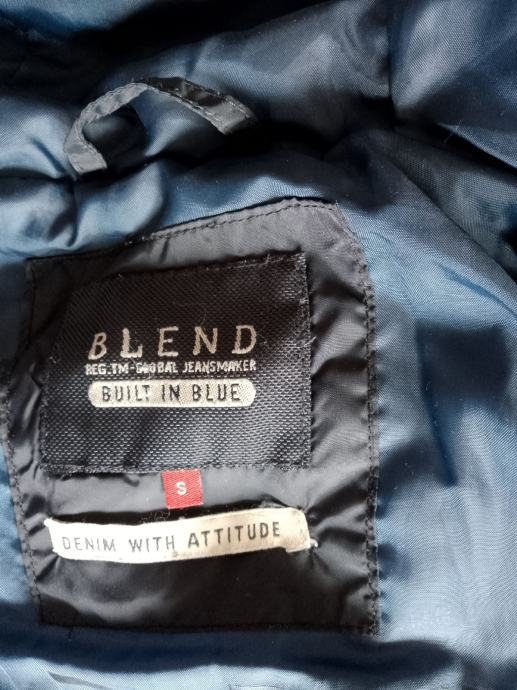 BLEND
REG.TM-GLOBAL JEANSMAKER
BUILT IN BLUE
S
DENIM WITH ATTITUDE